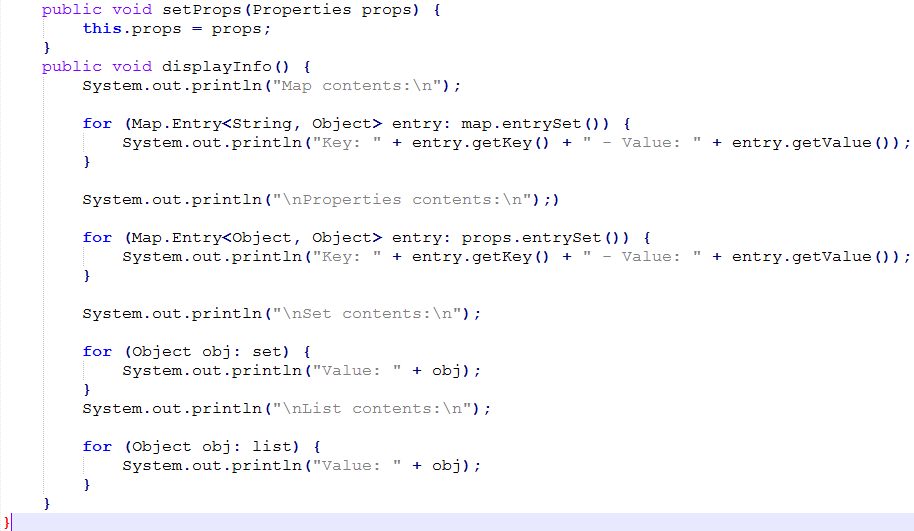 public void setProps(Properties props) {
this.props = props;
}
public void displayInfo() {
System.out.println("Map contents:\n");
for (Map.Entry<String, Object> entry: map.entrySet()) {
System.out.println("Key: " + entry.getKey() + " - Value: " + entry.getValue());
}
System.out.println("\nProperties contents:\n");)
for (Map.Entry<Object, Object> entry: props.entrySet()) {
System.out.println("Key: " + entry.getKey() + " - Value: " + entry.getValue());
}
System.out.println("\nSet contents:\n");
for (Object obj: set) {
System.out.println("Value: " + obj);
}
System.out.println("\nList contents:\n");
for (Object obj: list) {
System.out.println("Value: " + obj);
}
}
}